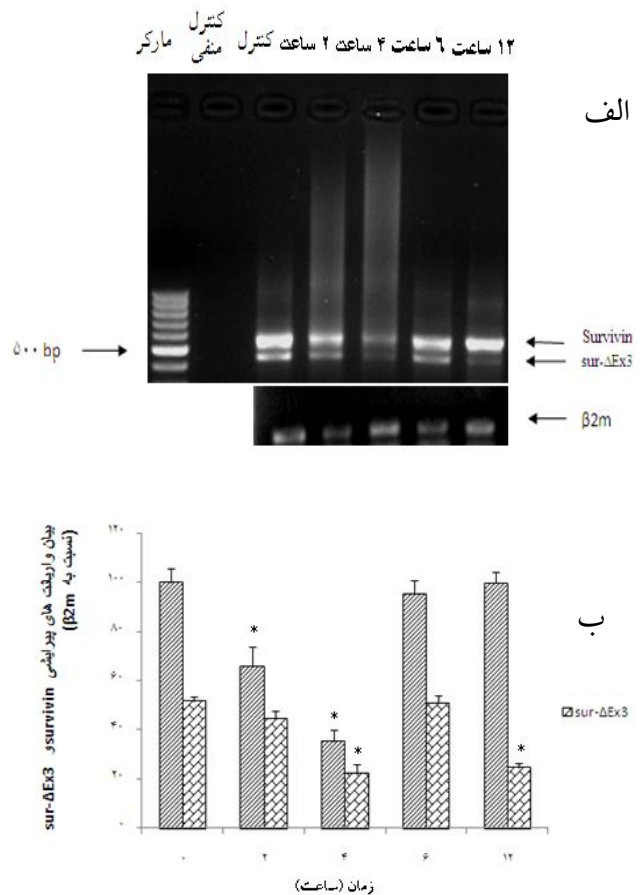 مارکر کنترل منفی کنترل ۲ ساعت ۴ ساعت ۶ ساعت ۱۲ ساعت
الف
۵۰۰ bp
Survivin
sur-ΔEx3
β2m
ب
بیان واریانت های پیرایشی survivin و sur-ΔEx3
(نسبت به β2m)
۱۲۰
۱۰۰
۸۰
۶۰
۴۰
۲۰
۰
* * * *
sur-ΔEx3
۰ ۲ ۴ ۶ ۱۲
زمان (ساعت)